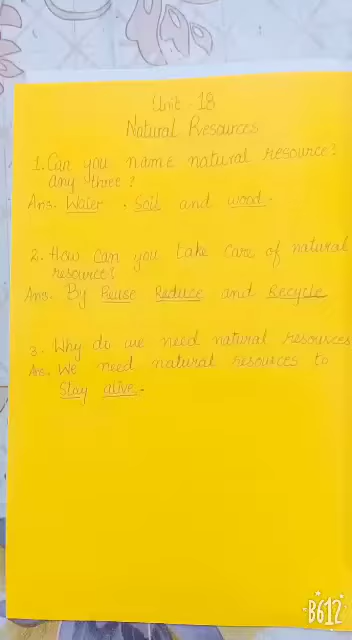 Unit - 18
Natural Resources
1. Can you name natural resource?
any three?
Ans. Water, Soil and wood.
2. How can you take care of natural
resource?
Ans. By Reuse Reduce and Recycle
3. Why do we need natural resources
Ans. We need natural resources to
Stay alive.
B612